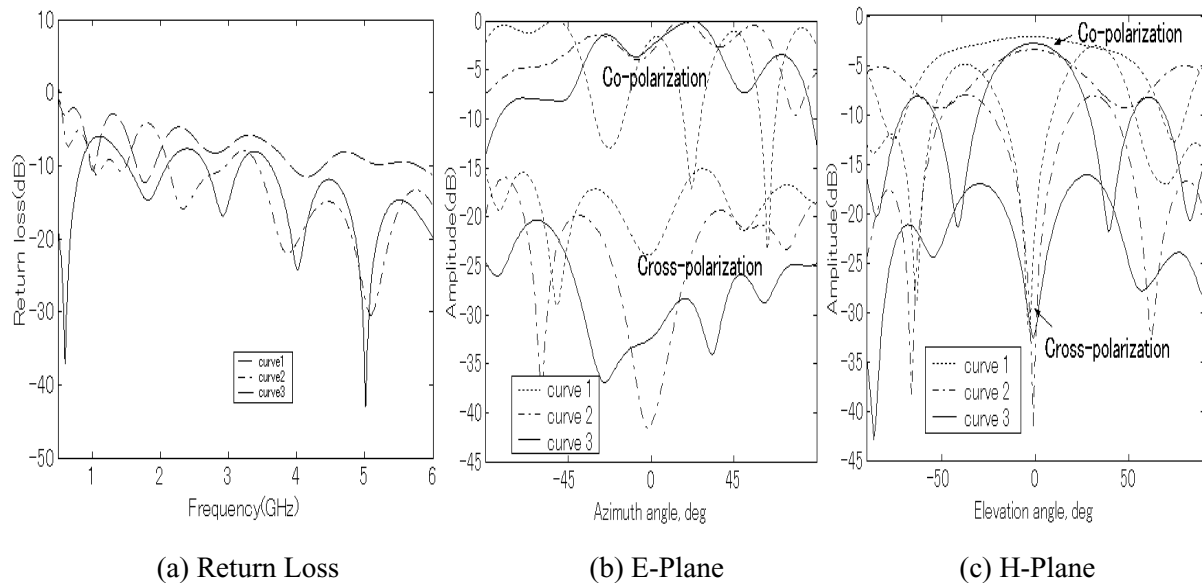 10
0
-10
-20
-30
-40
-50
Return loss(dB)
curve1
curve2
curve3
1 2 3 4 5 6
Frequency(GHz)
(a) Return Loss
0
-5
-10
-15
-20
-25
-30
-35
-40
-45
Amplitude(dB)
Co-polarization
Cross-polarization
curve 1
curve 2
curve 3
-45 0 45
Azimuth angle, deg
(b) E-Plane
0
-5
-10
-15
-20
-25
-30
-35
-40
-45
Amplitude(dB)
Co-polarization
Cross-polarization
curve 1
curve 2
curve 3
-50 0 50
Elevation angle, deg
(c) H-Plane